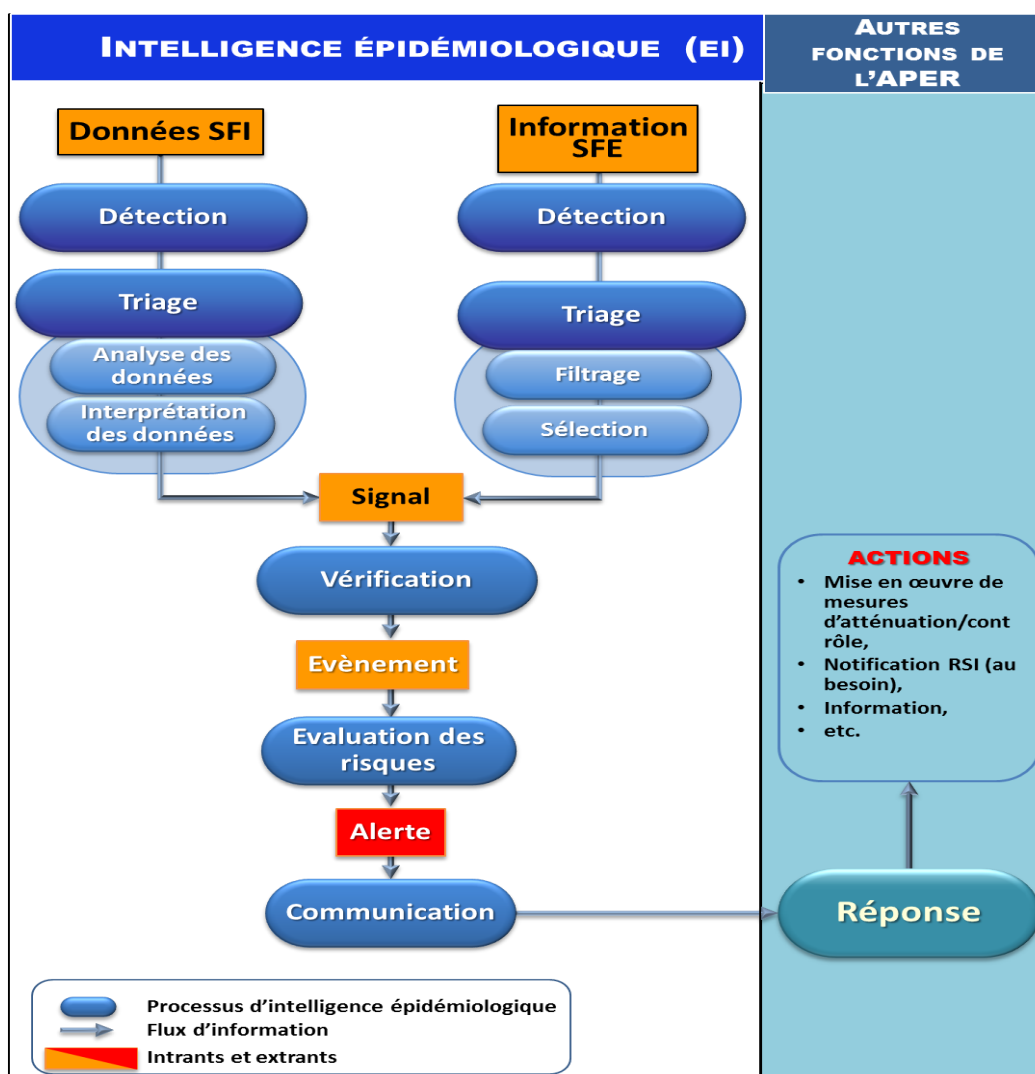 INTELLIGENCE ÉPIDÉMIOLOGIQUE (EI)
AUTRES
FONCTIONS DE
L'APER
Données SFI
Information
SFE
Détection
Détection
Triage
Triage
Analyse des
données
Filtrage
Interprétation
des données
Sélection
Signal
Vérification
Evènement
Evaluation des
risques
Alerte
Communication
Réponse
ACTIONS
• Mise en œuvre de
mesures
d'atténuation/cont
rôle,
• Notification RSI (au
besoin),
• Information,
• etc.
Processus d'intelligence épidémiologique
Flux d'information
Intrants et extrants